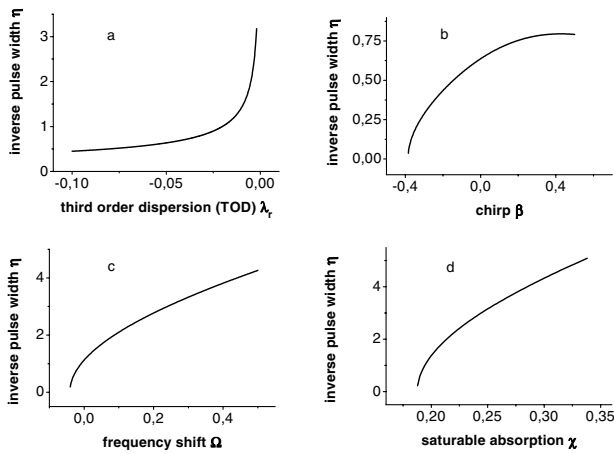 a
inverse pulse width η
3
2
1
0
-0,10
-0,05
0,00
third order dispersion (TOD) λr
b
inverse pulse width η
0,75
0,50
0,25
0,00
-0,4
0,0
0,4
chirp β
c
inverse pulse width η
4
2
0
0,0
0,2
0,4
frequency shift Ω
d
inverse pulse width η
4
2
0
0,20
0,25
0,30
0,35
saturable absorption χ